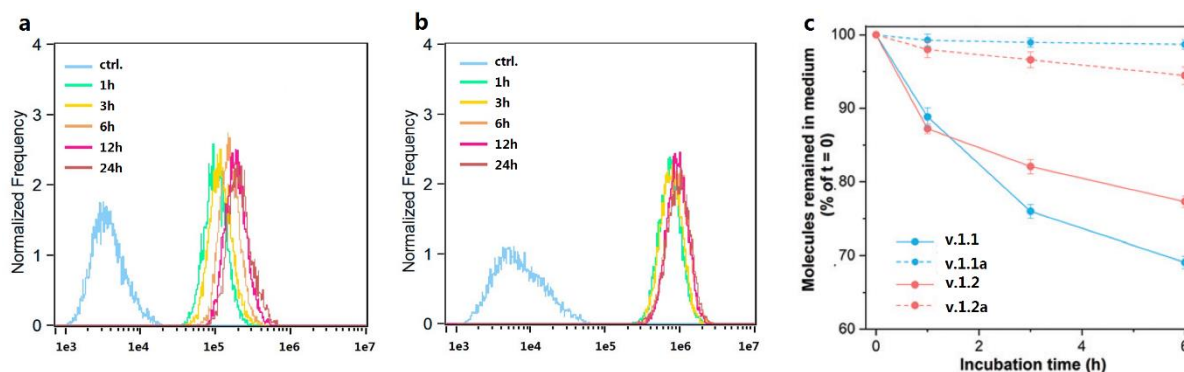 a
4
3
2
1
0
Normalized Frequency
ctrl.
1h
3h
6h
12h
24h
1e3
1e5
1e6
1e7
b
4
3
2
1
0
Normalized Frequency
ctrl.
1h
3h
6h
12h
24h
1e3
1e5
1e6
1e7
c
100
90
80
70
60
Molecules remained in medium
(% of t = 0)
v.1.1
v.1.1a
v.1.2
v.1.2a
0
2
4
6
Incubation time (h)